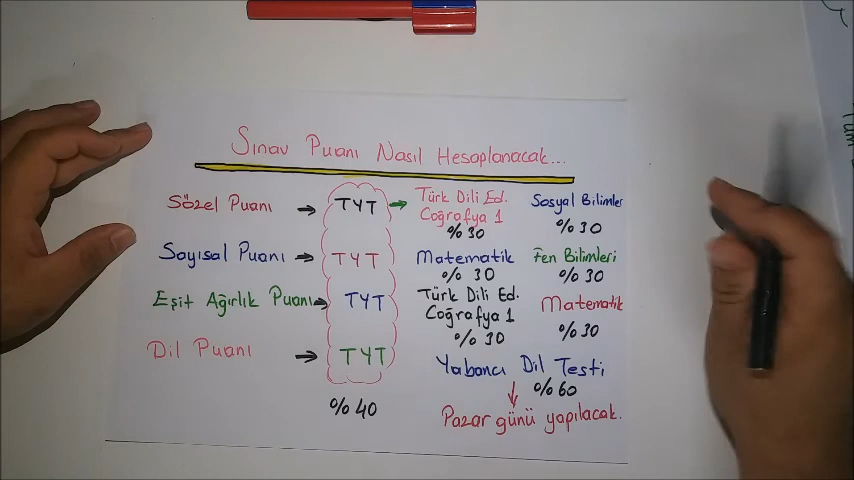 Sınav Puanı Nasıl Hesaplanacak...
Sözel Puanı → TYT → Türk Dili Ed. Sosyal Bilimler
Coğrafya 1
%30 %30
Sayısal Puanı → TYT Matematik Fen Bilimleri
%30 %30
Eşit Ağırlık Puanı → TYT Türk Dili Ed. Matematik
Coğrafya 1
%30 %30
Dil Puanı → TYT Yabancı Dil Testi
%40 %60
Pazar günü yapılacak.